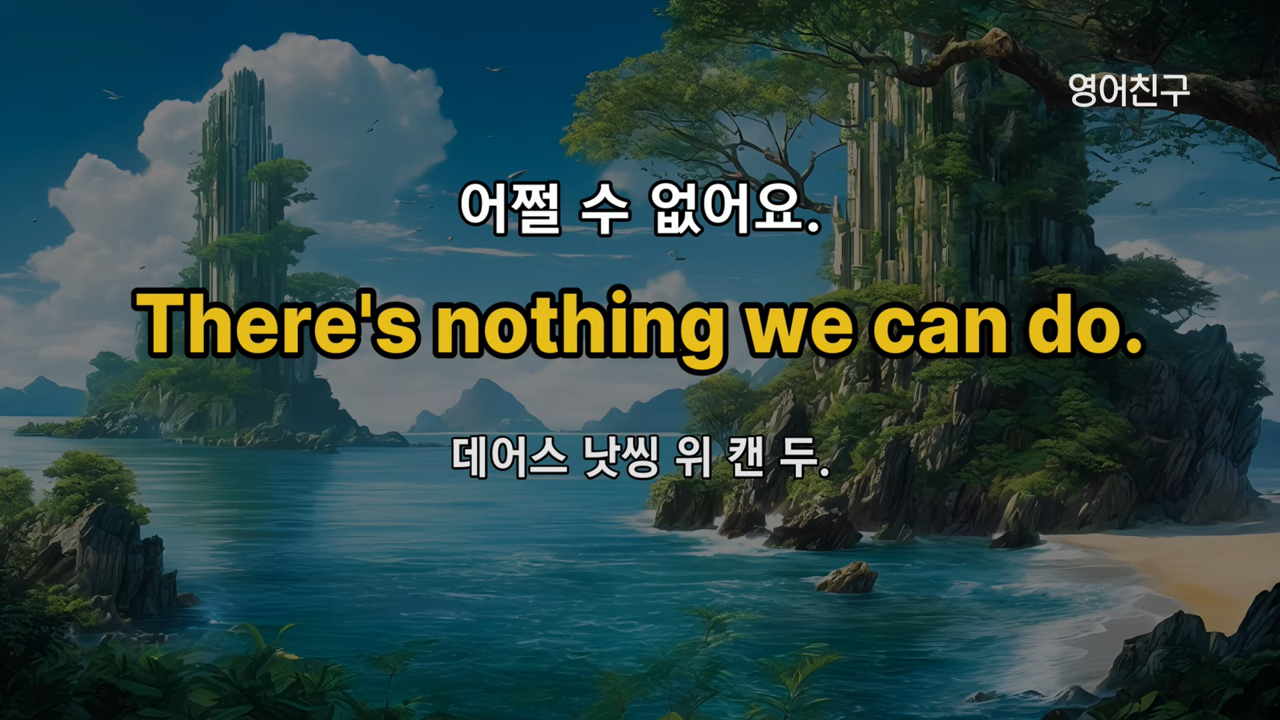 영어친구
어쩔 수 없어요.
There's nothing we can do.
데어스 낫씽 위 캔 두.